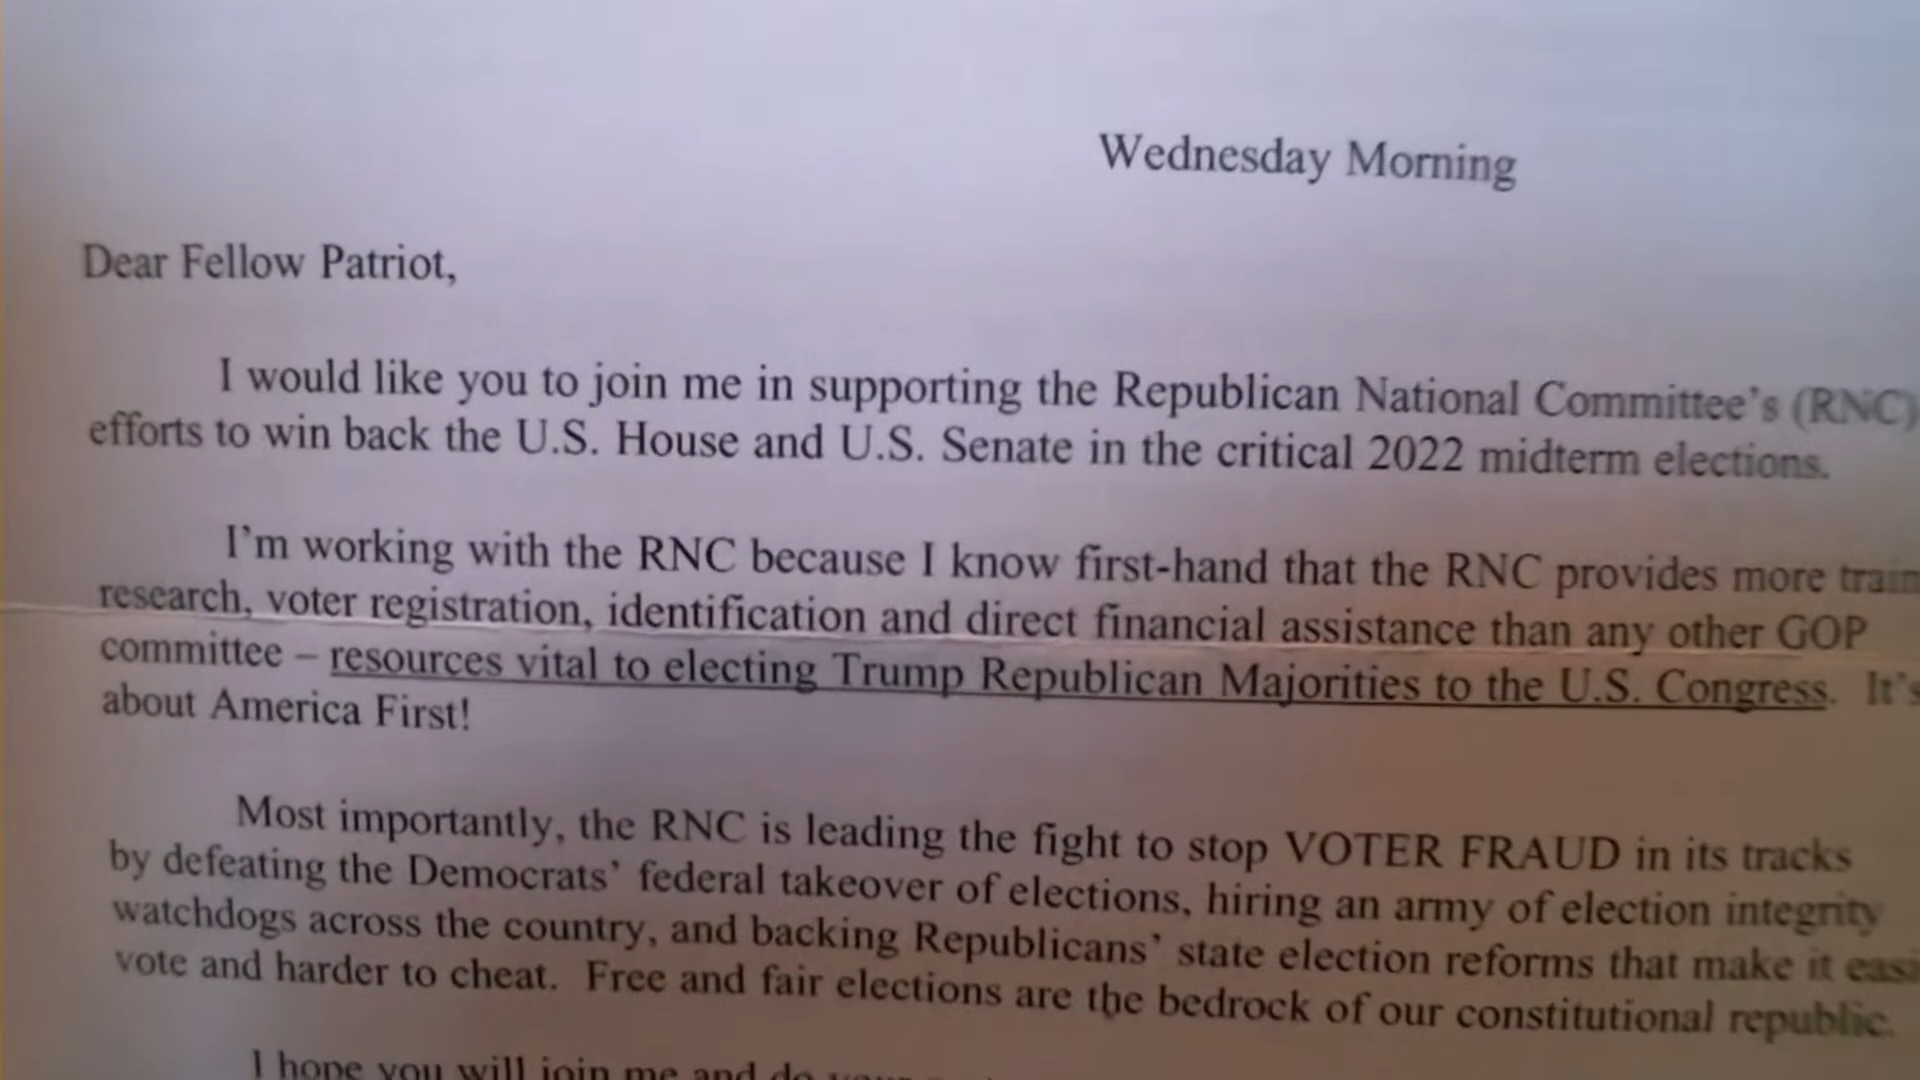 Wednesday Morning
Dear Fellow Patriot,
I would like you to join me in supporting the Republican National Committee's (RNC)
efforts to win back the U.S. House and U.S. Senate in the critical 2022 midterm elections.
I'm working with the RNC because I know first-hand that the RNC provides more train
research, voter registration, identification and direct financial assistance than any other GOP
committee – resources vital to electing Trump Republican Majorities to the U.S. Congress. It's
about America First!
Most importantly, the RNC is leading the fight to stop VOTER FRAUD in its tracks
by defeating the Democrats' federal takeover of elections, hiring an army of election integrity
watchdogs across the country, and backing Republicans' state election reforms that make it easi
vote and harder to cheat. Free and fair elections are the bedrock of our constitutional republic.
I hope you will join me and do